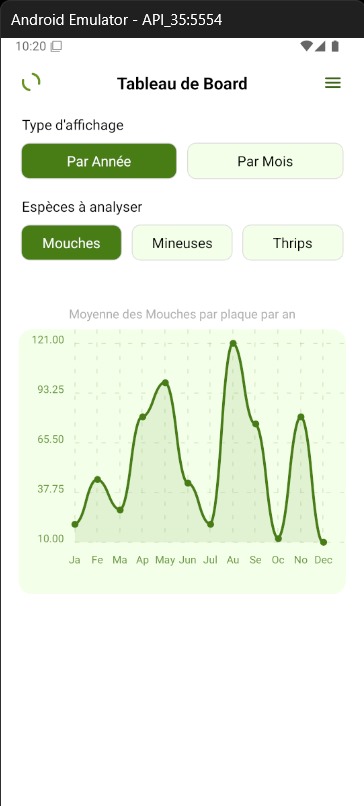 Android Emulator - API_35:5554
10:20
Tableau de Board
Type d'affichage
Par Année Par Mois
Espèces à analyser
Mouches Mineuses Thrips
Moyenne des Mouches par plaque par an
121.00
93.25
65.50
37.75
10.00
Ja Fe Ma Ap May Jun Jul Au Se Oc No Dec